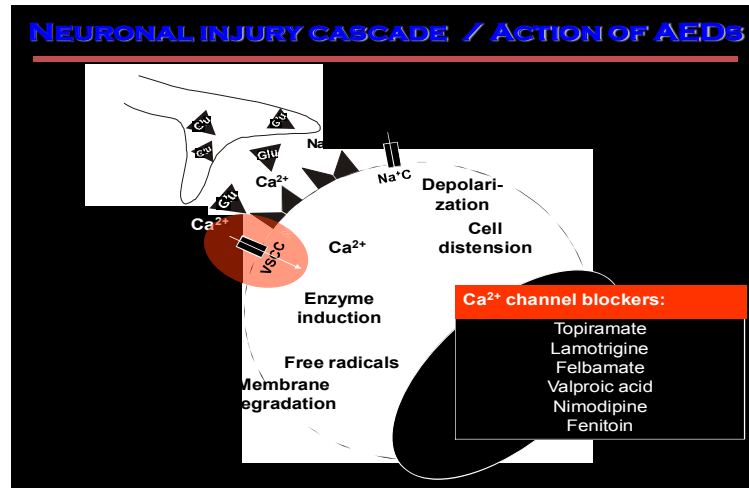 NEURONAL INJURY CASCADE / ACTION OF AEDS
Glu
Glu
Glu
Glu
Na
Na⁺C
Ca²⁺
Glu
Depolari-
zation
Ca²⁺
Cell
distension
VSCC
Ca²⁺
Enzyme
induction
Ca²⁺ channel blockers:
Topiramate
Lamotrigine
Felbamate
Valproic acid
Nimodipine
Fenitoin
Free radicals
Membrane
egradation